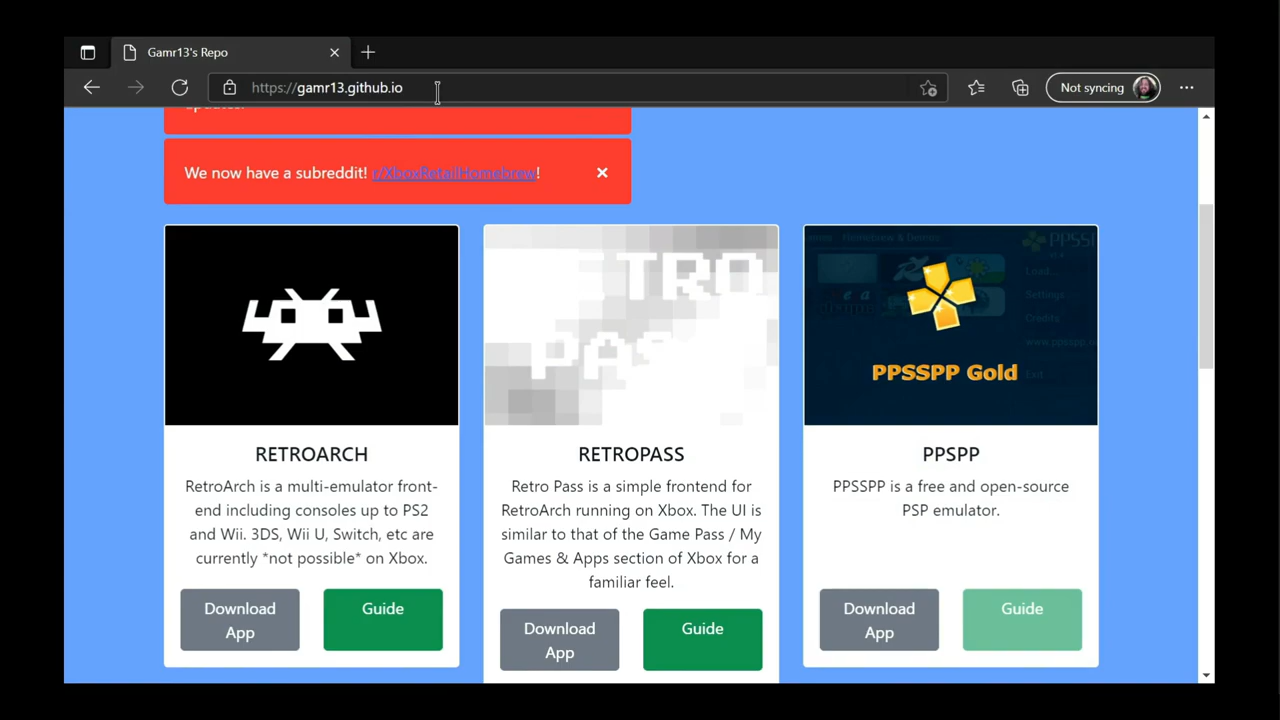 Gamr13's Repo
https://gamr13.github.io
Not syncing
We now have a subreddit! r/XboxRetailHomebrew!
RETRO
PASS
PPSSPP Gold
RETROARCH
RetroArch is a multi-emulator front-
end including consoles up to PS2
and Wii. 3DS, Wii U, Switch, etc are
currently *not possible* on Xbox.
Download
App
Guide
RETROPASS
Retro Pass is a simple frontend for
RetroArch running on Xbox. The UI is
similar to that of the Game Pass / My
Games & Apps section of Xbox for a
familiar feel.
Download
App
Guide
PPSPP
PPSSPP is a free and open-source
PSP emulator.
Download
App
Guide